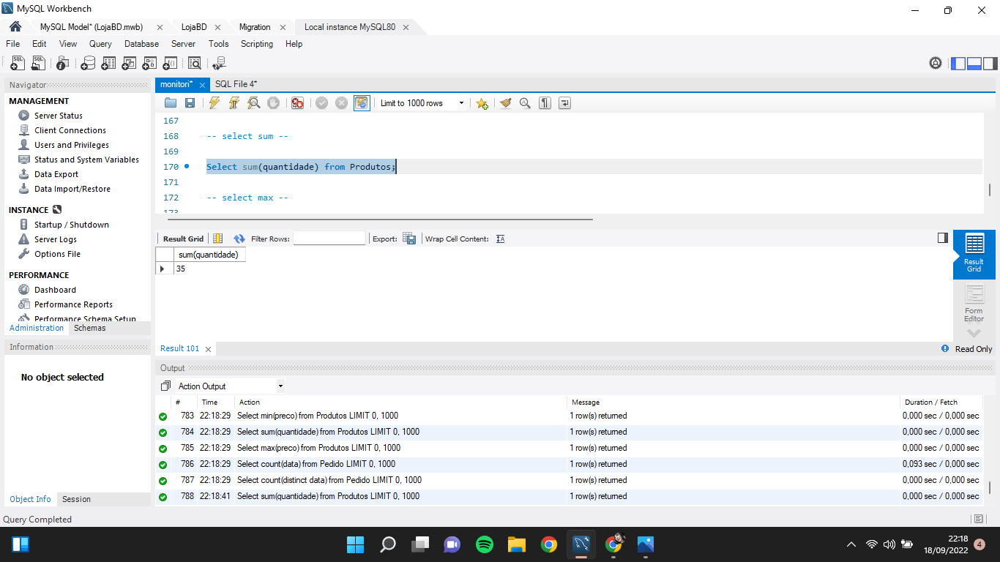 MySQL Workbench
MySQL Model* (LojaBD.mwb) LojaBD Migration Local instance MySQL80
File Edit View Query Database Server Tools Scripting Help
Navigator
MANAGEMENT
Server Status
Client Connections
Users and Privileges
Status and System Variables
Data Export
Data Import/Restore
INSTANCE
Startup / Shutdown
Server Logs
Options File
PERFORMANCE
Dashboard
Performance Reports
Performance Schema Setup
Administration Schemas
Information
No object selected
Object Info Session
monitori* SQL File 4*
Limit to 1000 rows
167
168 -- select sum --
169
170 Select sum(quantidade) from Produtos;
171
172 -- select max --
173
Result Grid Filter Rows: Export: Wrap Cell Content:
sum(quantidade)
35
Result Grid
Form Editor
Result 101 Read Only
Output
Action Output
# Time Action Message Duration / Fetch
783 22:18:29 Select min(preco) from Produtos LIMIT 0, 1000 1 row(s) returned 0,000 sec / 0,000 sec
784 22:18:29 Select sum(quantidade) from Produtos LIMIT 0, 1000 1 row(s) returned 0,000 sec / 0,000 sec
785 22:18:29 Select max(preco) from Produtos LIMIT 0, 1000 1 row(s) returned 0,000 sec / 0,000 sec
786 22:18:29 Select count(data) from Pedido LIMIT 0, 1000 1 row(s) returned 0,093 sec / 0,000 sec
787 22:18:29 Select count(distinct data) from Pedido LIMIT 0, 1000 1 row(s) returned 0,000 sec / 0,000 sec
788 22:18:41 Select sum(quantidade) from Produtos LIMIT 0, 1000 1 row(s) returned 0,000 sec / 0,000 sec
Query Completed
22:18
18/09/2022
4